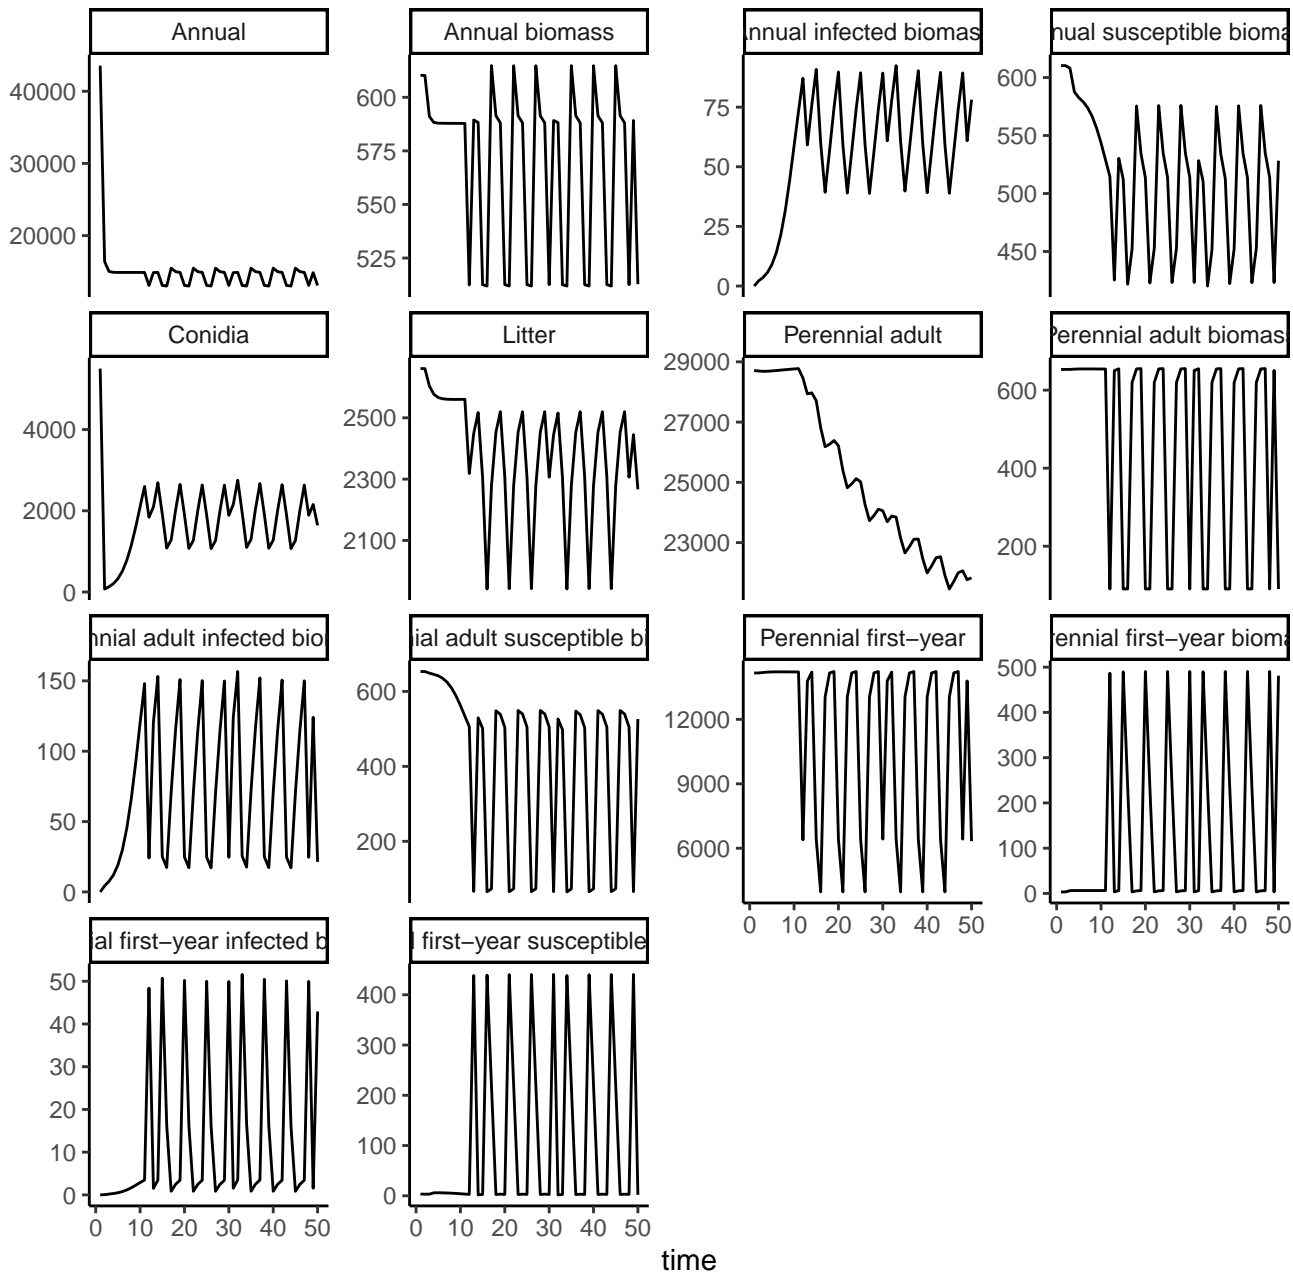 Annual
Annual biomass
Annual infected biomas
nual susceptible bioma
40000
30000
20000
600
575
550
525
75
50
25
0
600
550
500
450
Conidia
Litter
Perennial adult
Perennial adult biomass
4000
2000
0
2500
2300
2100
29000
27000
25000
23000
600
400
200
nnial adult infected bion
nial adult susceptible bi
Perennial first−year
rennial first−year bioma
150
100
50
0
600
400
200
12000
9000
6000
0 10 20 30 40 50
500
400
300
200
100
0
0 10 20 30 40 50
ial first−year infected b
l first−year susceptible
50
40
30
20
10
0
0 10 20 30 40 50
400
300
200
100
0
0 10 20 30 40 50
time